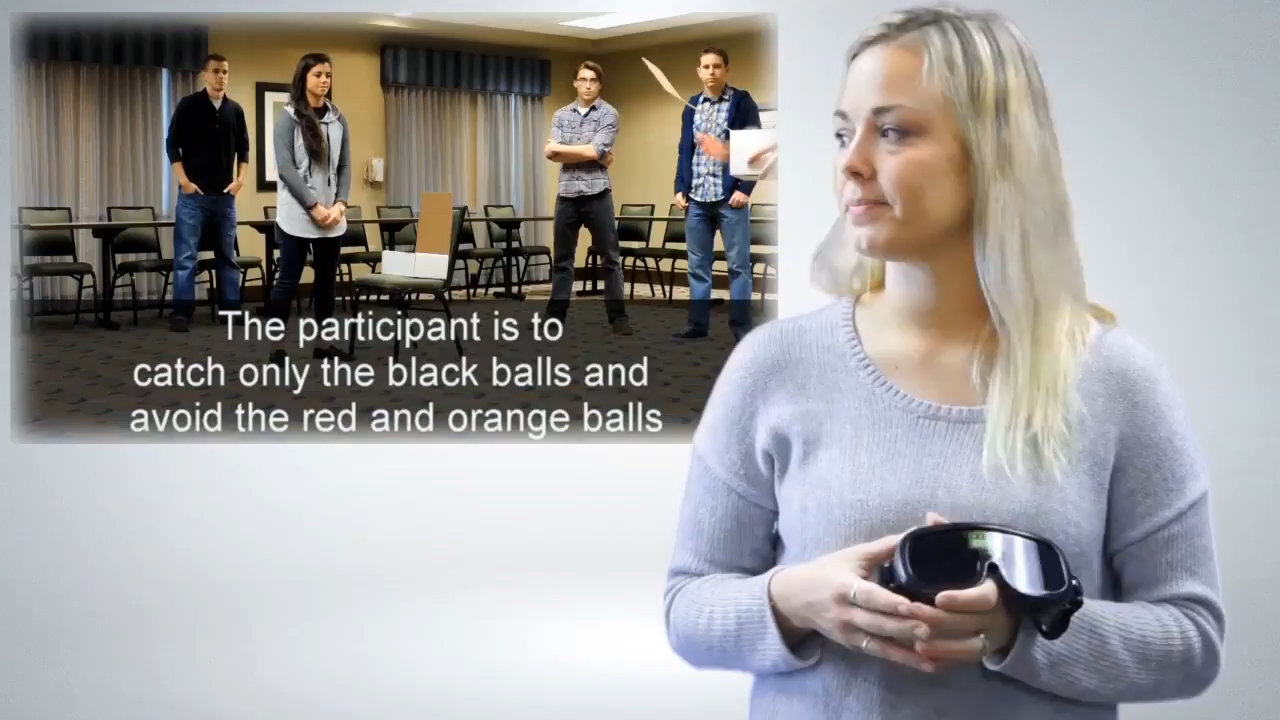 The participant is to
catch only the black balls and
avoid the red and orange balls